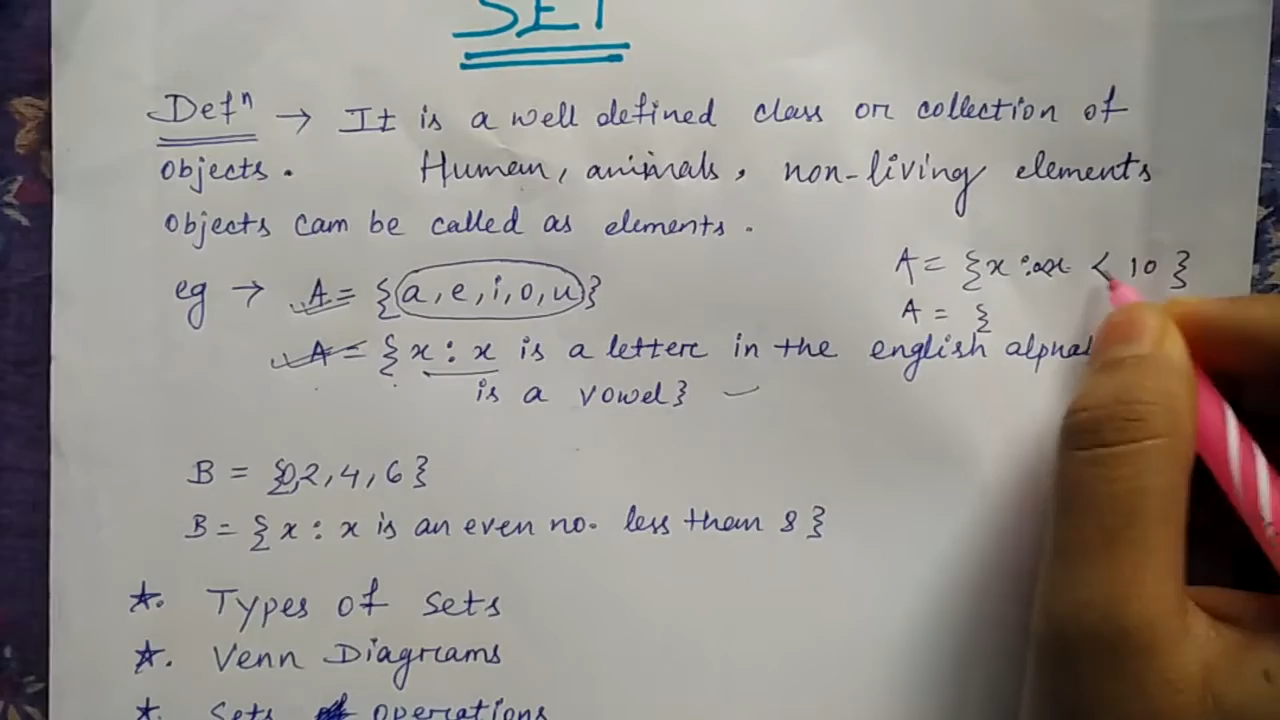 SET
Defⁿ → It is a well defined class or collection of
objects. Human, animals, non-living elements
objects can be called as elements.
A = {x : x < 10 }
A = {
eg → A = {a, e, i, o, u}
A = {x : x is a letter in the english
is a vowel}
B = {0,2,4,6}
B = {x : x is an even no. less than 8}
★. Types of sets
★. Venn Diagrams
★. Sets operations